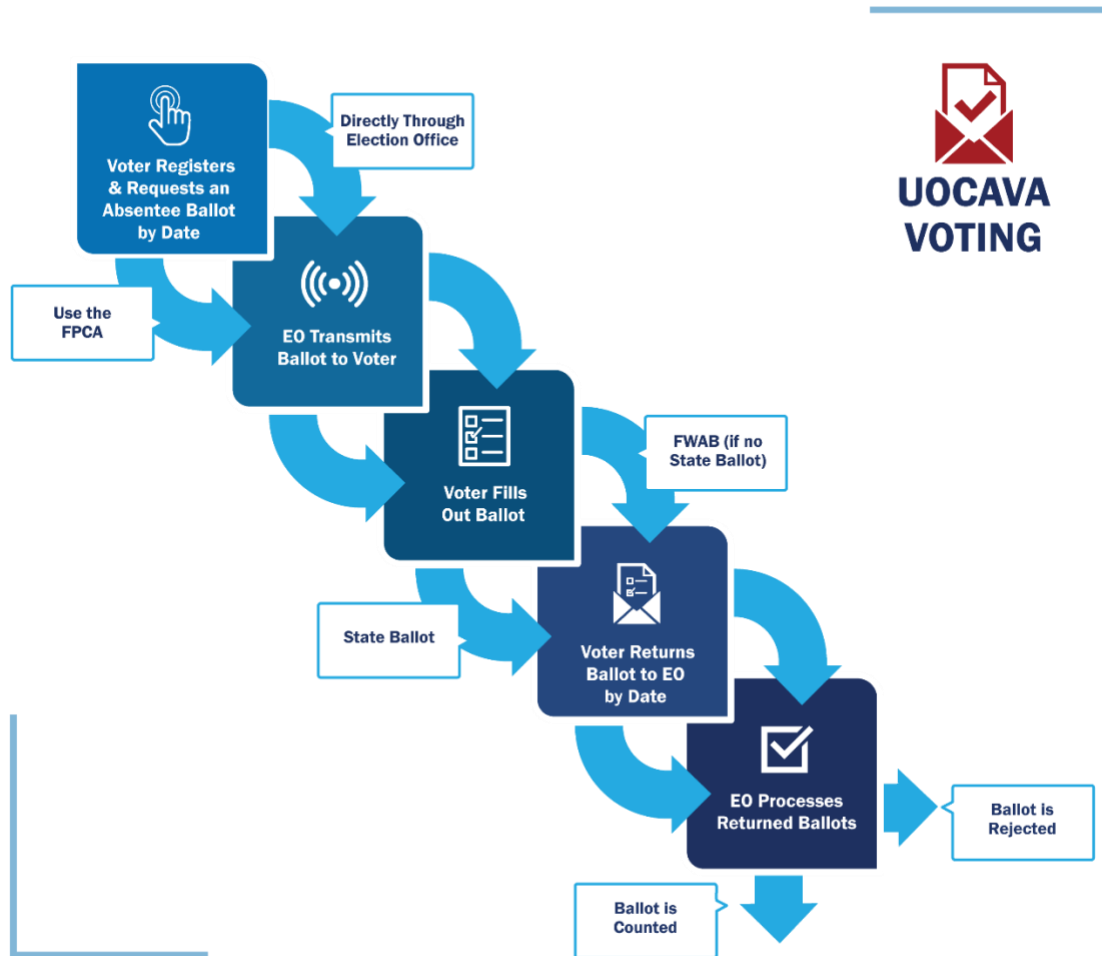 UOCAVA
VOTING
Voter Registers
& Requests an
Absentee Ballot
by Date
Directly Through
Election Office
Use the
FPCA
EO Transmits
Ballot to Voter
Voter Fills
Out Ballot
FWAB (if no
State Ballot)
State Ballot
Voter Returns
Ballot to EO
by Date
EO Processes
Returned Ballots
Ballot is
Rejected
Ballot is
Counted